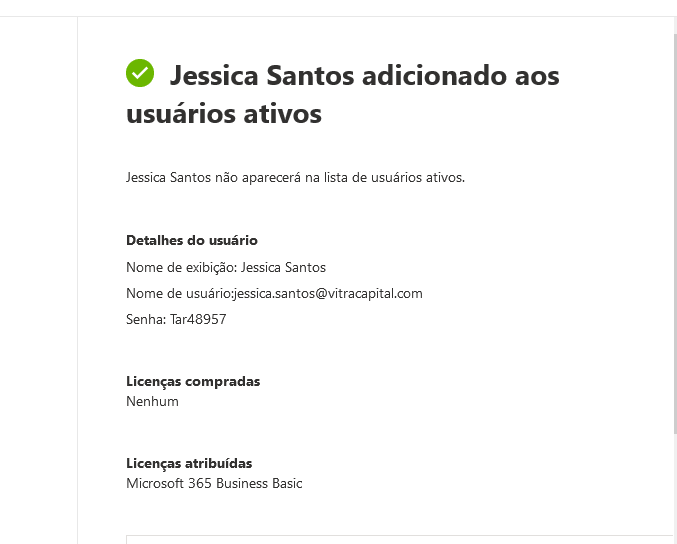 Jessica Santos adicionado aos
usuários ativos
Jessica Santos não aparecerá na lista de usuários ativos.
Detalhes do usuário
Nome de exibição: Jessica Santos
Nome de usuário:jessica.santos@vitracapital.com
Senha: Tar48957
Licenças compradas
Nenhum
Licenças atribuídas
Microsoft 365 Business Basic